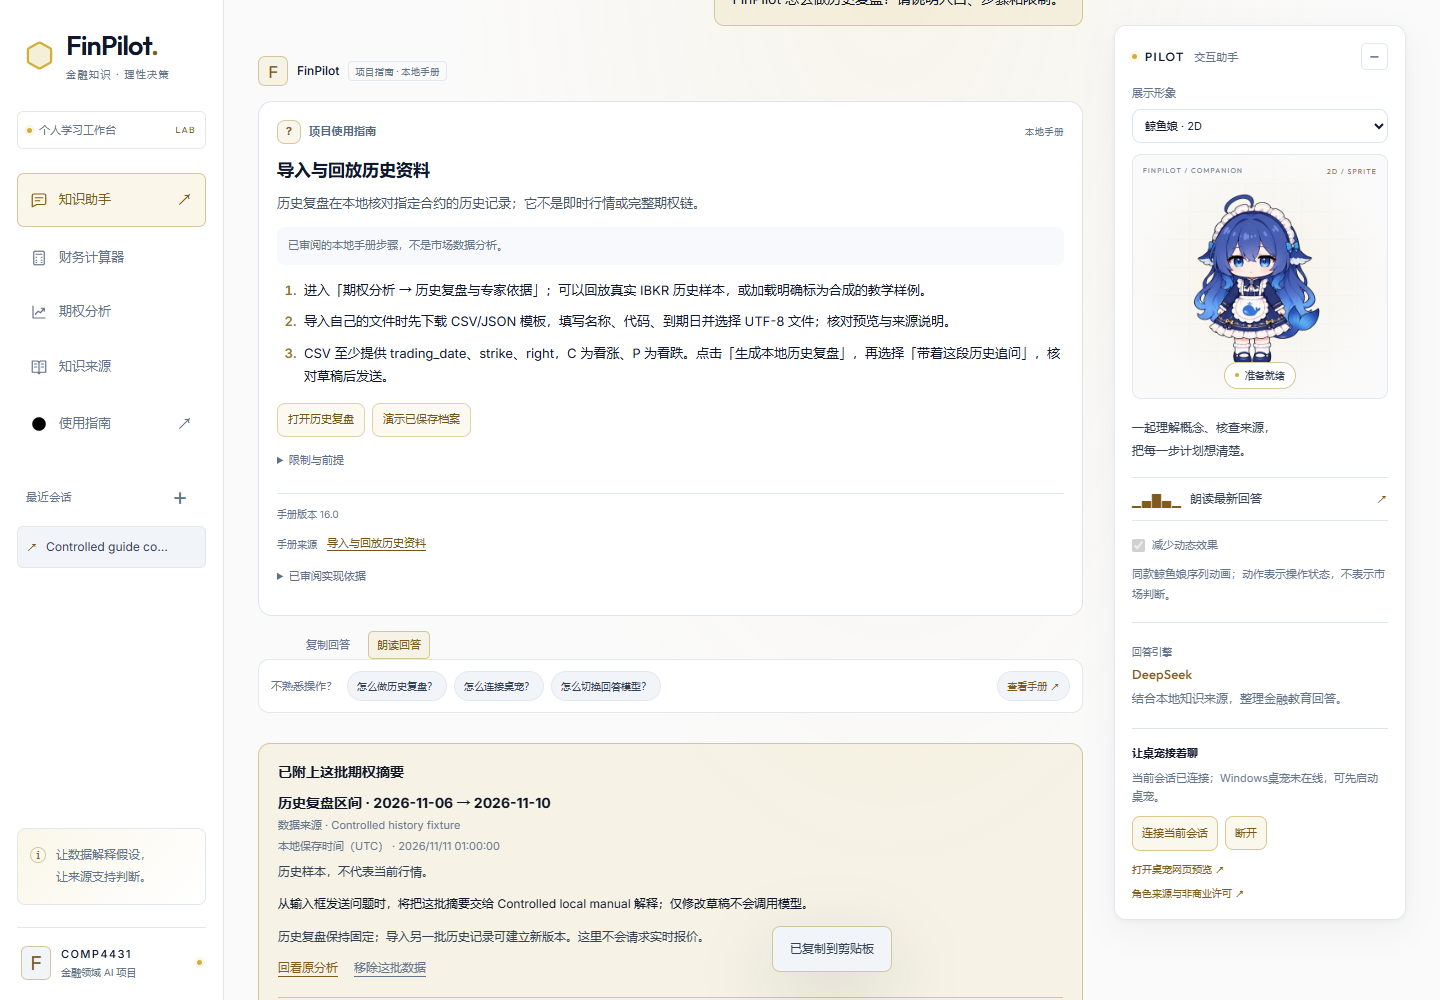 FinPilot.
金融知识 · 理性决策
个人学习工作台
LAB
知识助手
财务计算器
期权分析
知识来源
使用指南
最近会话
Controlled guide co...
让数据解释假设，
让来源支持判断。
F
COMP4431
金融领域 AI 项目
FinPilot 怎么做历史复盘？请说明入口、步骤和限制。
F
FinPilot
项目指南 · 本地手册
?
项目使用指南
本地手册
导入与回放历史资料
历史复盘在本地核对指定合约的历史记录；它不是即时行情或完整期权链。
已审阅的本地手册步骤，不是市场数据分析。
1. 进入「期权分析 → 历史复盘与专家依据」；可以回放真实 IBKR 历史样本，或加载明确标为合成的教学样例。
2. 导入自己的文件时先下载 CSV/JSON 模板，填写名称、代码、到期日并选择 UTF-8 文件；核对预览与来源说明。
3. CSV 至少提供 trading_date、strike、right，C 为看涨、P 为看跌。点击「生成本地历史复盘」，再选择「带着这段历史追问」，核
对草稿后发送。
打开历史复盘
演示已保存档案
限制与前提
手册版本 16.0
手册来源
导入与回放历史资料
已审阅实现依据
复制回答
朗读回答
不熟悉操作？
怎么做历史复盘？
怎么连接桌宠？
怎么切换回答模型？
查看手册 ↗
已附上这批期权摘要
历史复盘区间 · 2026-11-06 → 2026-11-10
数据来源 · Controlled history fixture
本地保存时间（UTC） · 2026/11/11 01:00:00
历史样本，不代表当前行情。
从输入框发送问题时，将把这批摘要交给 Controlled local manual 解释；仅修改草稿不会调用模型。
历史复盘保持固定；导入另一批历史记录可建立新版本。这里不会请求实时报价。
回看原分析
移除这批数据
已复制到剪贴板
PILOT
交互助手
展示形象
鲸鱼娘 · 2D
FINPILOT / COMPANION
2D / SPRITE
准备就绪
一起理解概念、核查来源，
把每一步计划想清楚。
朗读最新回答
减少动态效果
同款鲸鱼娘序列动画；动作表示操作状态，不表示市
场判断。
回答引擎
DeepSeek
结合本地知识来源，整理金融教育回答。
让桌宠接着聊
当前会话已连接；Windows桌宠未在线，可先启动
桌宠。
连接当前会话
断开
打开桌宠网页预览 ↗
角色来源与非商业许可 ↗